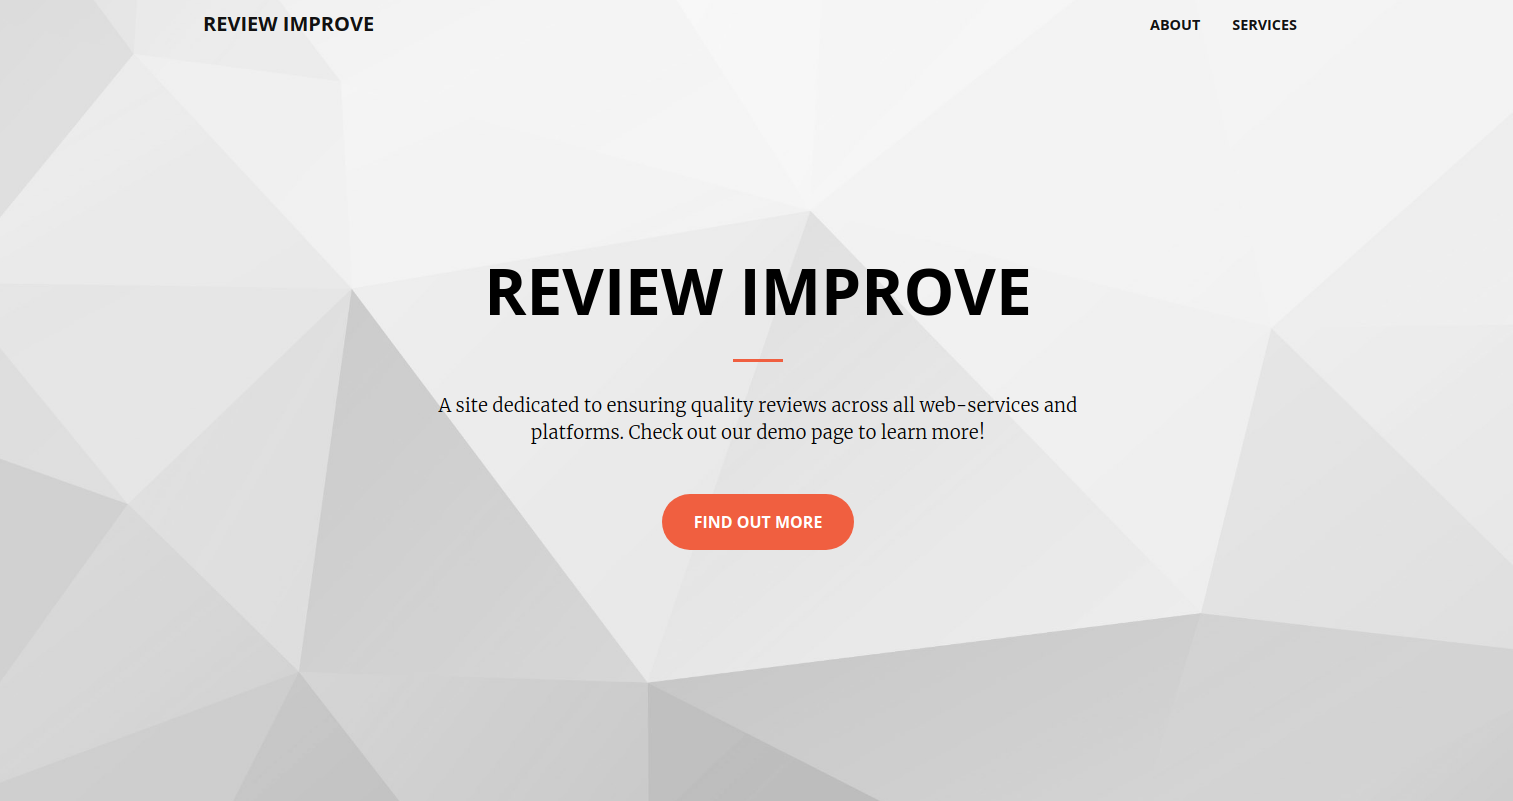 REVIEW IMPROVE
ABOUT SERVICES
REVIEW IMPROVE
A site dedicated to ensuring quality reviews across all web-services and
platforms. Check out our demo page to learn more!
FIND OUT MORE